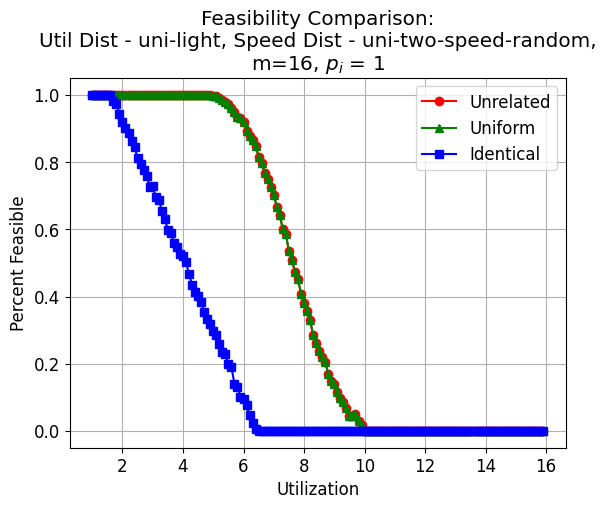 Feasibility Comparison:
Util Dist - uni-light, Speed Dist - uni-two-speed-random,
m=16, $p_i$ = 1
Unrelated
Uniform
Identical
Percent Feasible
1.0
0.8
0.6
0.4
0.2
0.0
2 4 6 8 10 12 14 16
Utilization